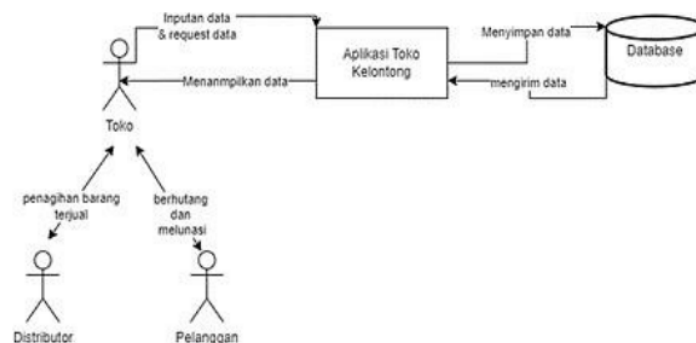 Inputan data
& request data
Aplikasi Toko
Kelontong
Menyimpan data
Database
Menanmpilkan data
mengirim data
Toko
penagihan barang
terjual
berhutang
dan
melunasi
Distributor
Pelanggan